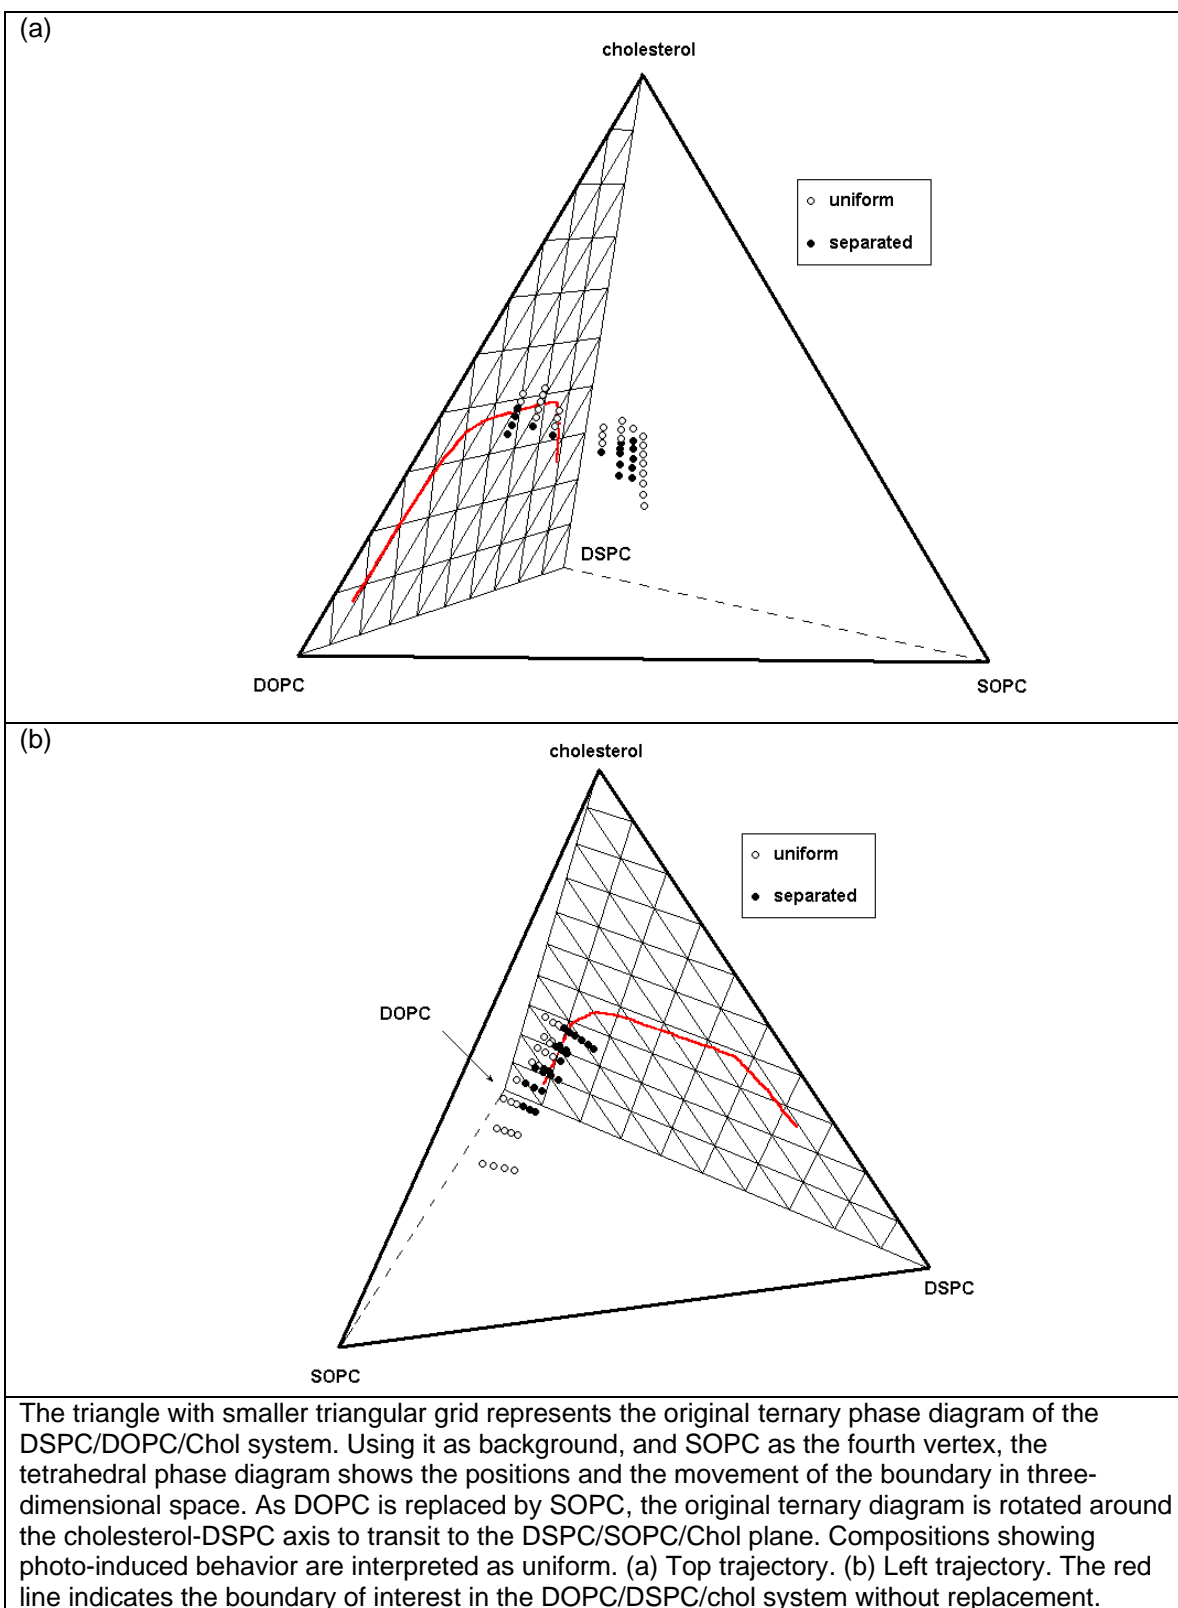 (a)
cholesterol
uniform
separated
DSPC
DOPC
SOPC
(b)
cholesterol
uniform
separated
DOPC
DSPC
SOPC
The triangle with smaller triangular grid represents the original ternary phase diagram of the
DSPC/DOPC/Chol system. Using it as background, and SOPC as the fourth vertex, the
tetrahedral phase diagram shows the positions and the movement of the boundary in three-
dimensional space. As DOPC is replaced by SOPC, the original ternary diagram is rotated around
the cholesterol-DSPC axis to transit to the DSPC/SOPC/Chol plane. Compositions showing
photo-induced behavior are interpreted as uniform. (a) Top trajectory. (b) Left trajectory. The red
line indicates the boundary of interest in the DOPC/DSPC/chol system without replacement.